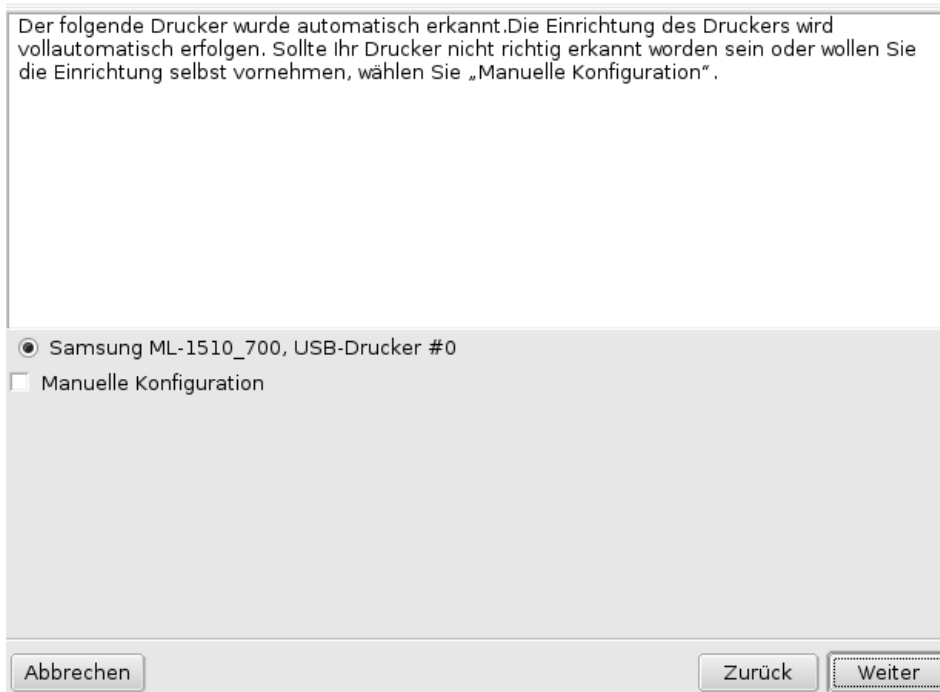 Der folgende Drucker wurde automatisch erkannt.Die Einrichtung des Druckers wird
vollautomatisch erfolgen. Sollte Ihr Drucker nicht richtig erkannt worden sein oder wollen Sie
die Einrichtung selbst vornehmen, wählen Sie „Manuelle Konfiguration“.
Samsung ML-1510_700, USB-Drucker #0
Manuelle Konfiguration
Abbrechen
Zurück
Weiter